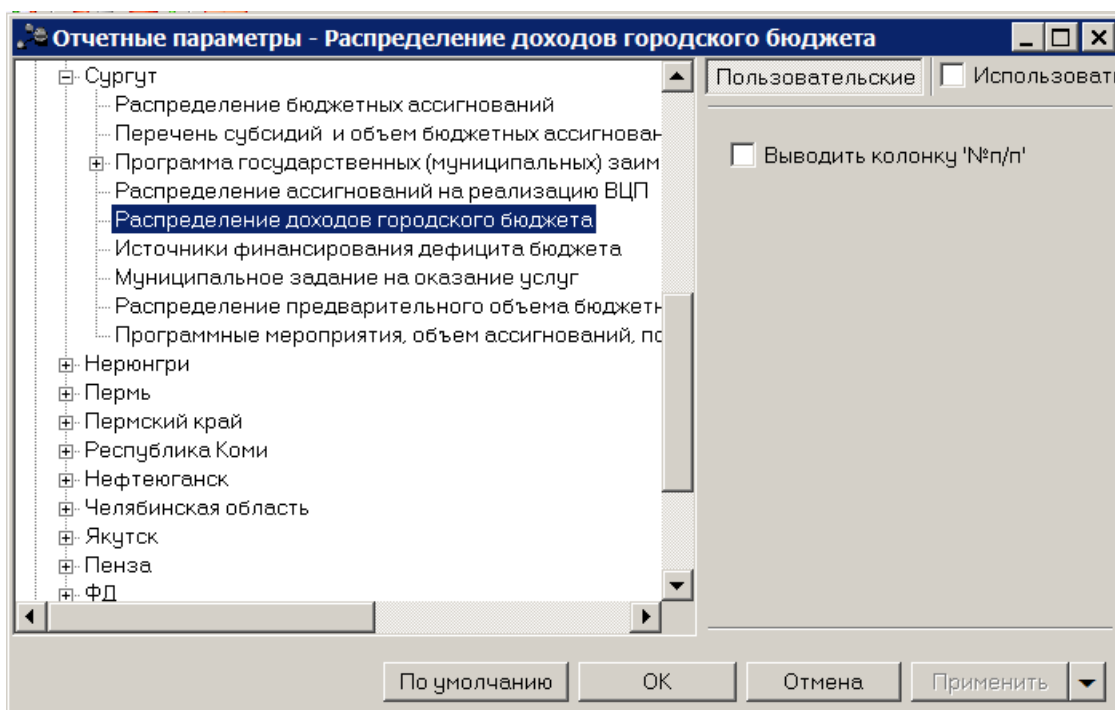 Отчетные параметры - Распределение доходов городского бюджета
Сургут
Распределение бюджетных ассигнований
Перечень субсидий и объем бюджетных ассигнован
Программа государственных (муниципальных) заим
Распределение ассигнований на реализацию ВЦП
Распределение доходов городского бюджета
Источники финансирования дефицита бюджета
Муниципальное задание на оказание услуг
Распределение предварительного объема бюджетн
Программные мероприятия, объем ассигнований, по
Нерюнгри
Пермь
Пермский край
Республика Коми
Нефтеюганск
Челябинская область
Якутск
Пенза
ФД
Пользовательские
Использоват
Выводить колонку '№п/п'
По умолчанию
OK
Отмена
Применить